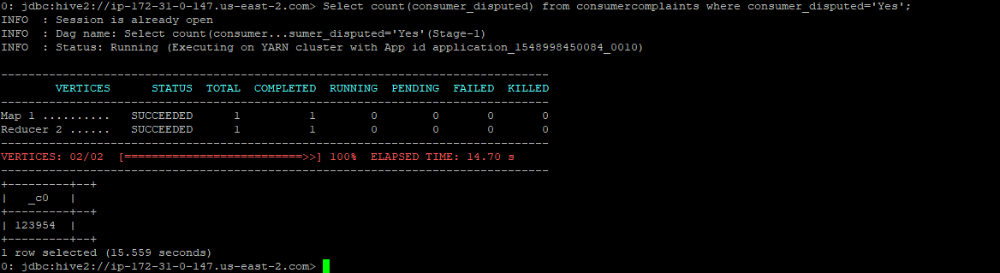 0: jdbc:hive2://ip-172-31-0-147.us-east-2.com> Select count(consumer_disputed) from consumercomplaints where consumer_disputed='Yes';
INFO  : Session is already open
INFO  : Dag name: Select count(consumer...sumer_disputed='Yes'(Stage-1)
INFO  : Status: Running (Executing on YARN cluster with App id application_1548998450084_0010)
--------------------------------------------------------------------------------
        VERTICES      STATUS  TOTAL  COMPLETED  RUNNING  PENDING  FAILED  KILLED
--------------------------------------------------------------------------------
Map 1 ..........   SUCCEEDED      1          1        0        0       0       0
Reducer 2 ......   SUCCEEDED      1          1        0        0       0       0
--------------------------------------------------------------------------------
VERTICES: 02/02  [==========================>>] 100%  ELAPSED TIME: 14.70 s
--------------------------------------------------------------------------------
+---------+--+
|   _c0   |
+---------+--+
| 123954  |
+---------+--+
1 row selected (15.559 seconds)
0: jdbc:hive2://ip-172-31-0-147.us-east-2.com>